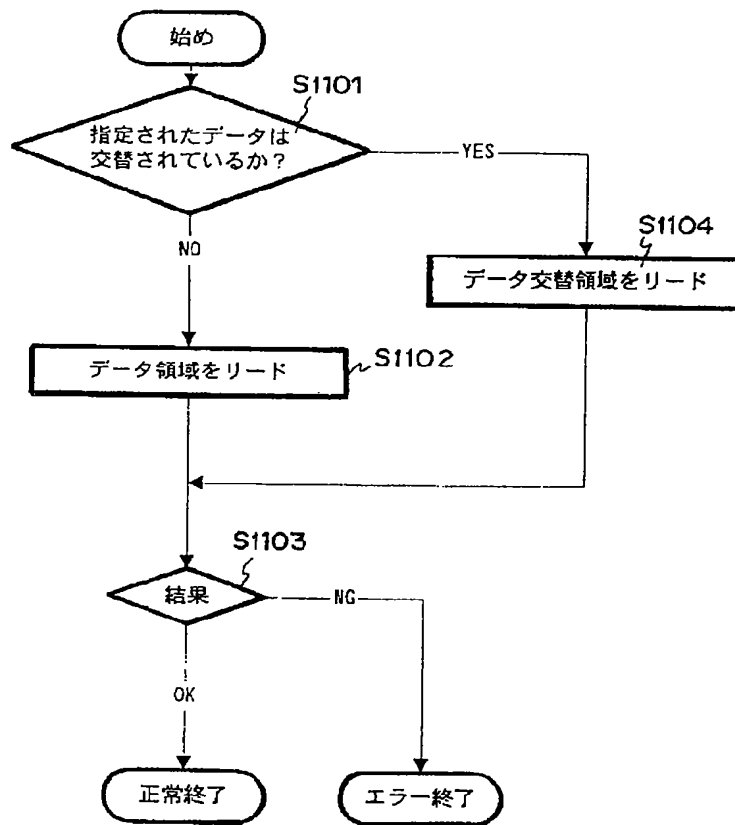 始め
S1101
指定されたデータは
交替されているか？
YES
NO
S1104
データ交替領域をリード
データ領域をリード
S1102
S1103
結果
NG
OK
正常終了
エラー終了